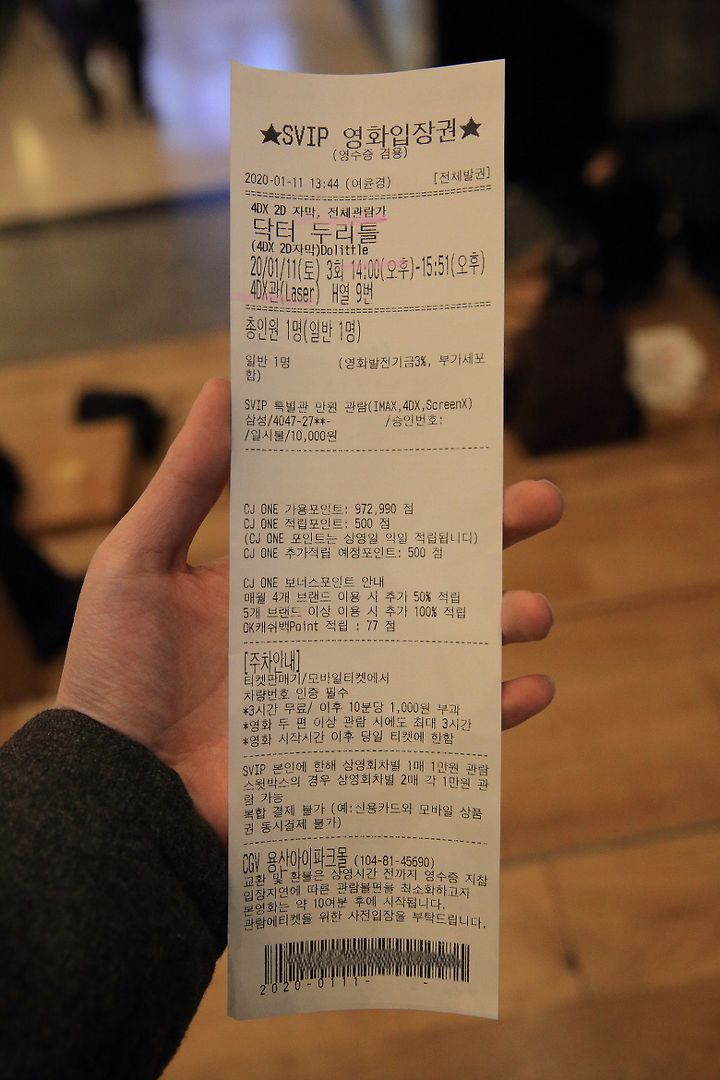 ★SVIP 영화입장권★
(영수증 겸용)
2020-01-11 13:44 (여윤경) [전체발권]
4DX 2D 자막, 전체관람가
닥터 두리틀
(4DX 2D자막)Dolittle
20/01/11(토) 3회 14:00(오후)-15:51(오후)
4DX관(Laser) H열 9번
총인원 1명(일반 1명)
일반 1명 (영화발전기금3%, 부가세포
함)
SVIP 특별관 만원 관람(IMAX,4DX,ScreenX)
삼성/4047-27**- /승인번호:
/일시불/10,000원
CJ ONE 가용포인트: 972,990 점
CJ ONE 적립포인트: 500 점
(CJ ONE 포인트는 상영일 익일 적립됩니다)
CJ ONE 추가적립 예정포인트: 500 점
CJ ONE 보너스포인트 안내
매월 4개 브랜드 이용 시 추가 50% 적립
5개 브랜드 이상 이용 시 추가 100% 적립
OK캐쉬백Point 적립 : 77 점
[주차안내]
티켓판매기/모바일티켓에서
차량번호 인증 필수
*3시간 무료/ 이후 10분당 1,000원 부과
*영화 두 편 이상 관람 시에도 최대 3시간
*영화 시작시간 이후 당일 티켓에 한함
SVIP 본인에 한해 상영회차별 1매 1만원 관람
스윗박스의 경우 상영회차별 2매 각 1만원 관
람 가능
복합 결제 불가 (예:신용카드와 모바일 상품
권 동시결제 불가)
CGV 용산아이파크몰 (104-81-45690)
교환 및 환불은 상영시간 전까지 영수증 지참
입장지연에 따른 관람불편을 최소화하고자
본영화는 약 10여분 후에 시작됩니다.
관람에티켓을 위한 사전입장을 부탁드립니다.
2020-0111- -